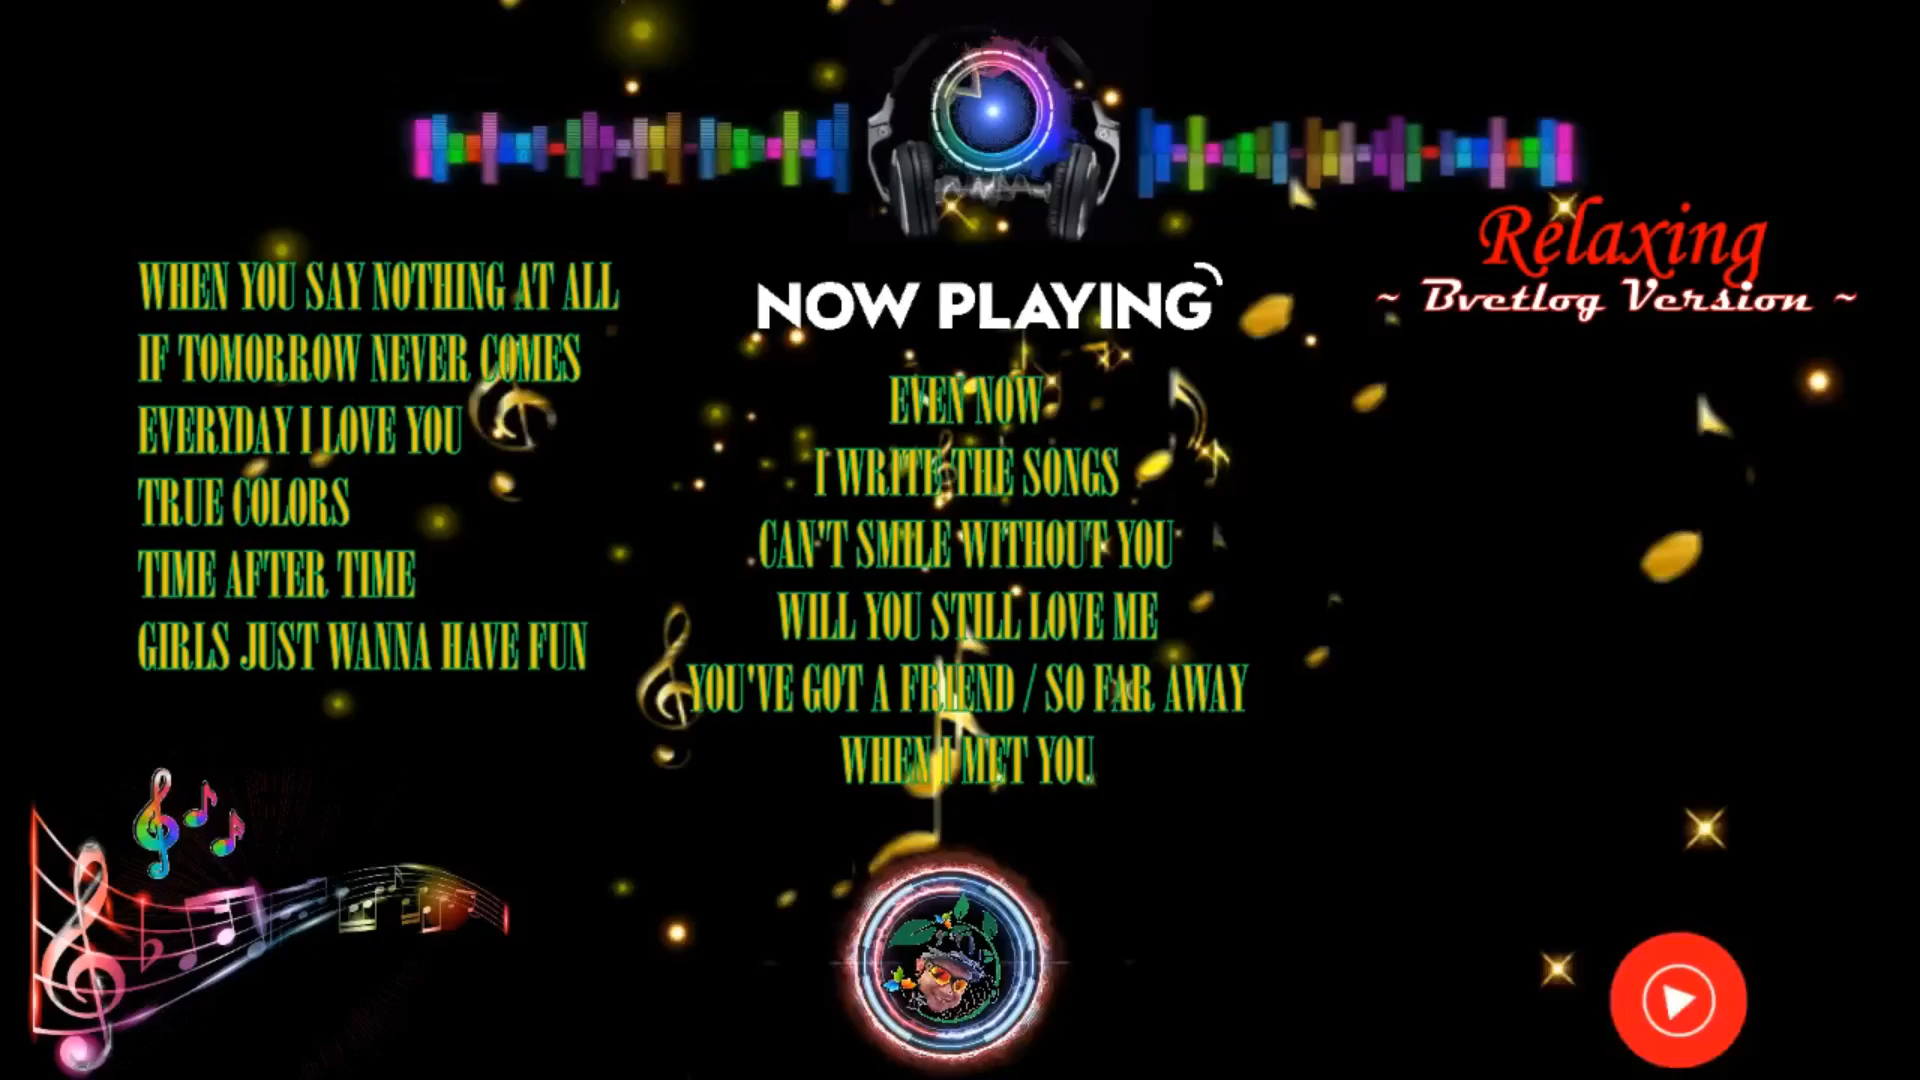 Relaxing
~ Bvetlog Version ~
NOW PLAYING
WHEN YOU SAY NOTHING AT ALL
IF TOMORROW NEVER COMES
EVERYDAY I LOVE YOU
TRUE COLORS
TIME AFTER TIME
GIRLS JUST WANNA HAVE FUN
EVEN NOW
I WRITE THE SONGS
CAN'T SMILE WITHOUT YOU
WILL YOU STILL LOVE ME
YOU'VE GOT A FRIEND / SO FAR AWAY
WHEN I MET YOU